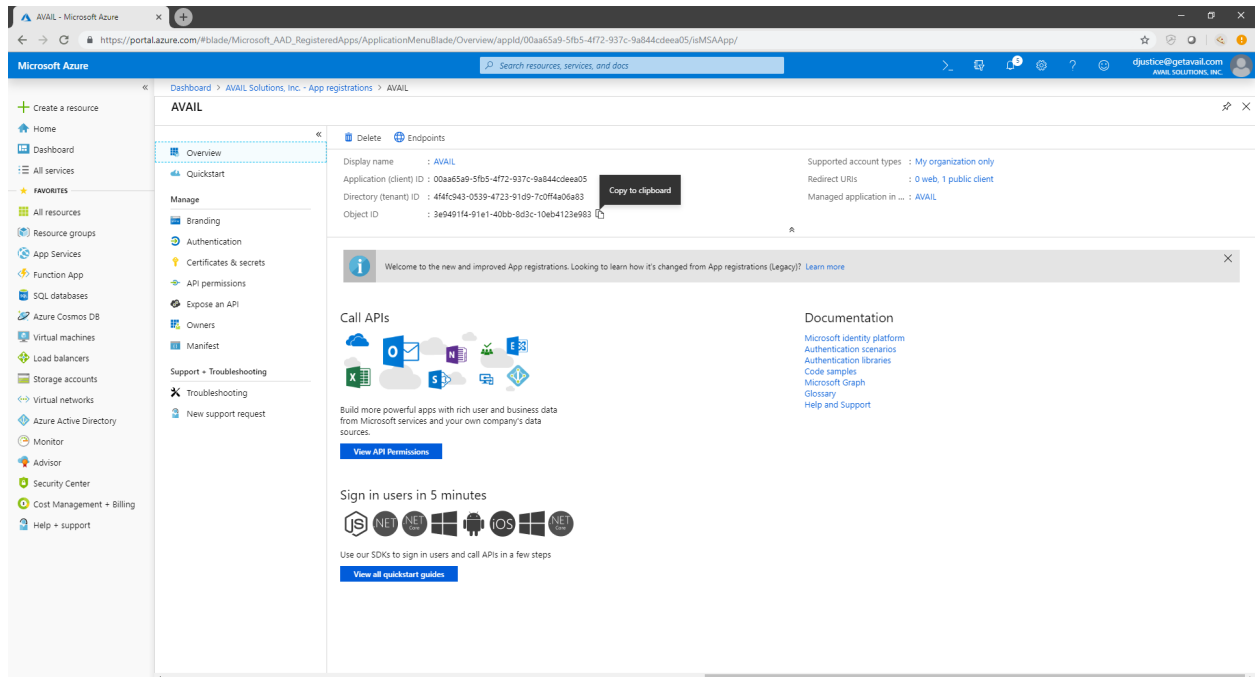 AVAIL - Microsoft Azure
https://portal.azure.com/#blade/Microsoft_AAD_RegisteredApps/ApplicationMenuBlade/Overview/appId/00aa65a9-5fb5-4f72-937c-9a844cdeea05/isMSAApp/
Microsoft Azure
Search resources, services, and docs
5
djustice@getavail.com
AVAIL SOLUTIONS, INC.
Create a resource
Home
Dashboard
All services
FAVORITES
All resources
Resource groups
App Services
Function App
SQL databases
Azure Cosmos DB
Virtual machines
Load balancers
Storage accounts
Virtual networks
Azure Active Directory
Monitor
Advisor
Security Center
Cost Management + Billing
Help + support
Dashboard > AVAIL Solutions, Inc. - App registrations > AVAIL
AVAIL
Overview
Quickstart
Manage
Branding
Authentication
Certificates & secrets
API permissions
Expose an API
Owners
Manifest
Support + Troubleshooting
Troubleshooting
New support request
Delete Endpoints
Display name : AVAIL
Application (client) ID : 00aa65a9-5fb5-4f72-937c-9a844cdeea05
Directory (tenant) ID : 4f4fc943-0539-4723-91d9-7c0ff4a06a83
Object ID : 3e9491f4-91e1-40bb-8d3c-10eb4123e983
Copy to clipboard
Supported account types : My organization only
Redirect URIs : 0 web, 1 public client
Managed application in ... : AVAIL
Welcome to the new and improved App registrations. Looking to learn how it's changed from App registrations (Legacy)? Learn more
Call APIs
Build more powerful apps with rich user and business data
from Microsoft services and your own company's data
sources.
View API Permissions
Sign in users in 5 minutes
JS NET NET Core iOS NET Core
Use our SDKs to sign in users and call APIs in a few steps
View all quickstart guides
Documentation
Microsoft identity platform
Authentication scenarios
Authentication libraries
Code samples
Microsoft Graph
Glossary
Help and Support